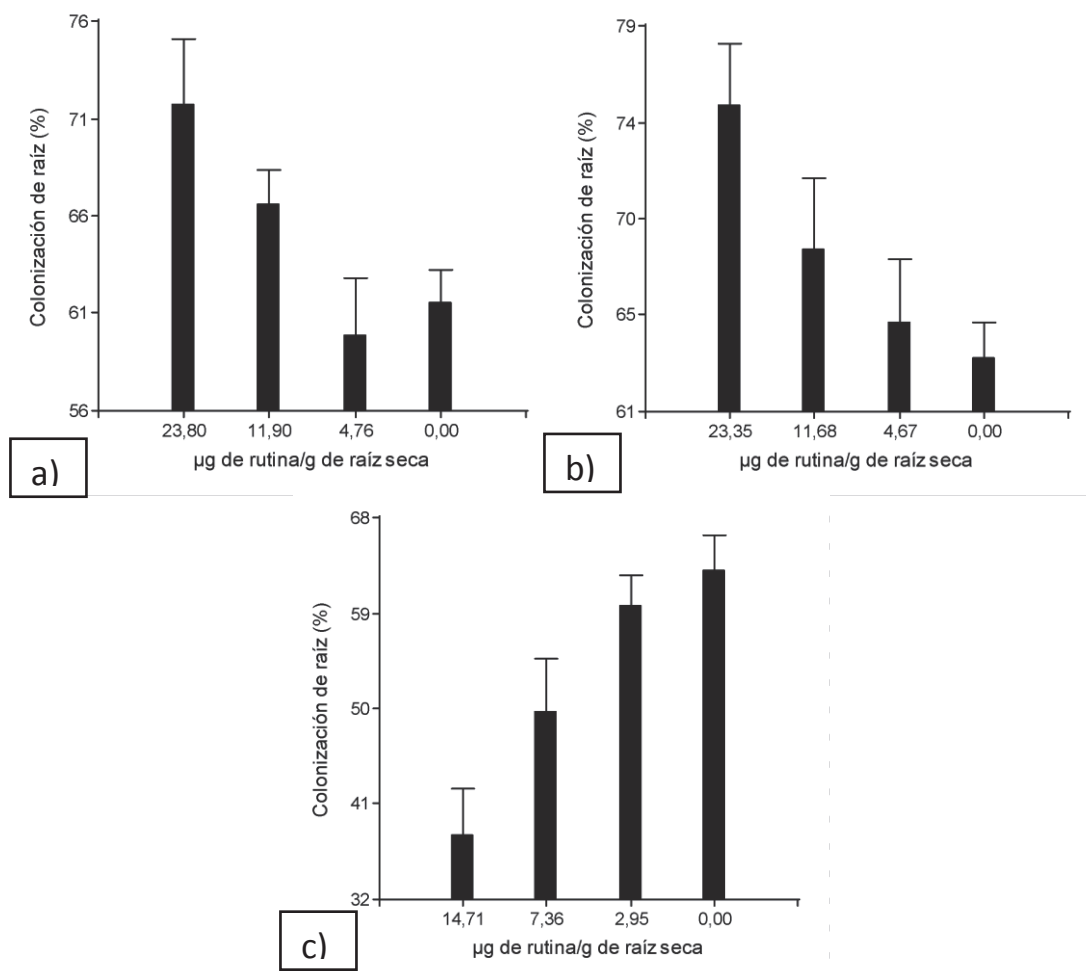 Colonización de raíz (%)
76
71
66
61
56
23,80 11,90 4,76 0,00
µg de rutina/g de raíz seca
a)
Colonización de raíz (%)
79
74
70
65
61
23,35 11,68 4,67 0,00
µg de rutina/g de raíz seca
b)
Colonización de raíz (%)
68
59
50
41
32
14,71 7,36 2,95 0,00
µg de rutina/g de raíz seca
c)